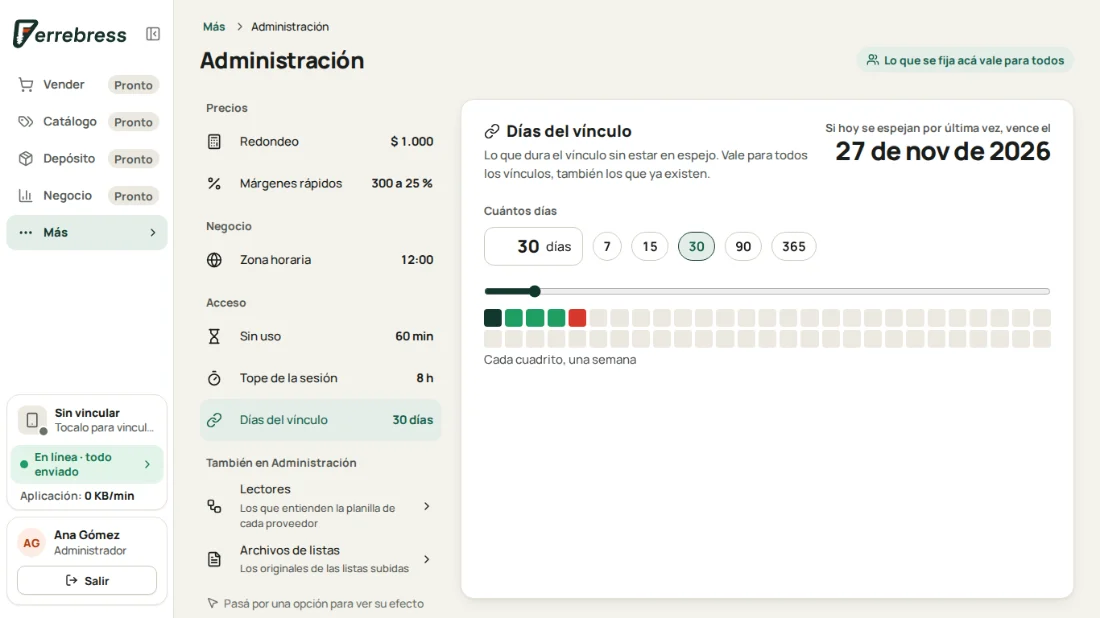 Ferrebress
Vender Pronto
Catálogo Pronto
Depósito Pronto
Negocio Pronto
Más
Sin vincular
Tocalo para vincul…
En línea · todo
enviado
Aplicación: 0 KB/min
AG
Ana Gómez
Administrador
Salir
Más > Administración
Administración
Lo que se fija acá vale para todos
Precios
Redondeo $ 1.000
Márgenes rápidos 300 a 25 %
Negocio
Zona horaria 12:00
Acceso
Sin uso 60 min
Tope de la sesión 8 h
Días del vínculo 30 días
También en Administración
Lectores
Los que entienden la planilla de
cada proveedor
Archivos de listas
Los originales de las listas subidas
Pasá por una opción para ver su efecto
Días del vínculo
Lo que dura el vínculo sin estar en espejo. Vale para todos
los vínculos, también los que ya existen.
Si hoy se espejan por última vez, vence el
27 de nov de 2026
Cuántos días
30 días 7 15 30 90 365
Cada cuadrito, una semana